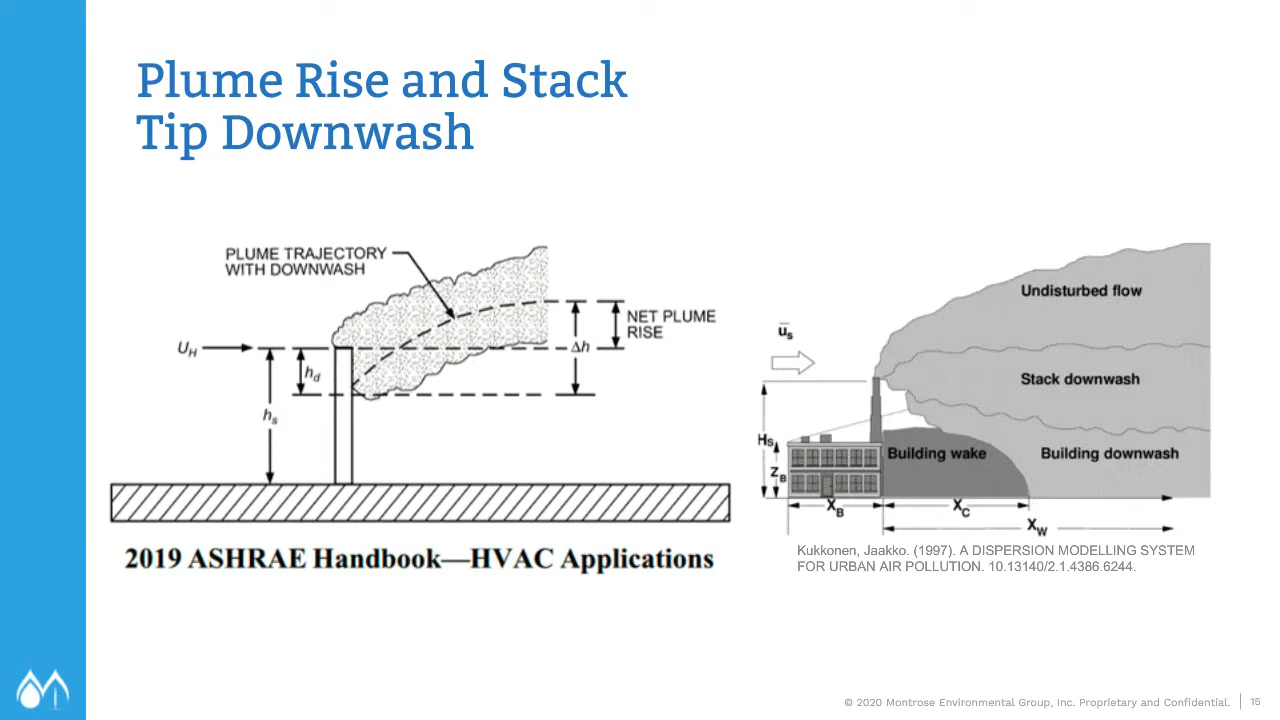 Plume Rise and Stack
Tip Downwash
PLUME TRAJECTORY
WITH DOWNWASH
NET PLUME
RISE
U_H
Δh
h_d
h_s
2019 ASHRAE Handbook—HVAC Applications
Undisturbed flow
u̅_s
Stack downwash
H_S
Building wake
Building downwash
Z_B
X_B
X_C
X_W
Kukkonen, Jaakko. (1997). A DISPERSION MODELLING SYSTEM
FOR URBAN AIR POLLUTION. 10.13140/2.1.4386.6244.
© 2020 Montrose Environmental Group, Inc. Proprietary and Confidential.
15